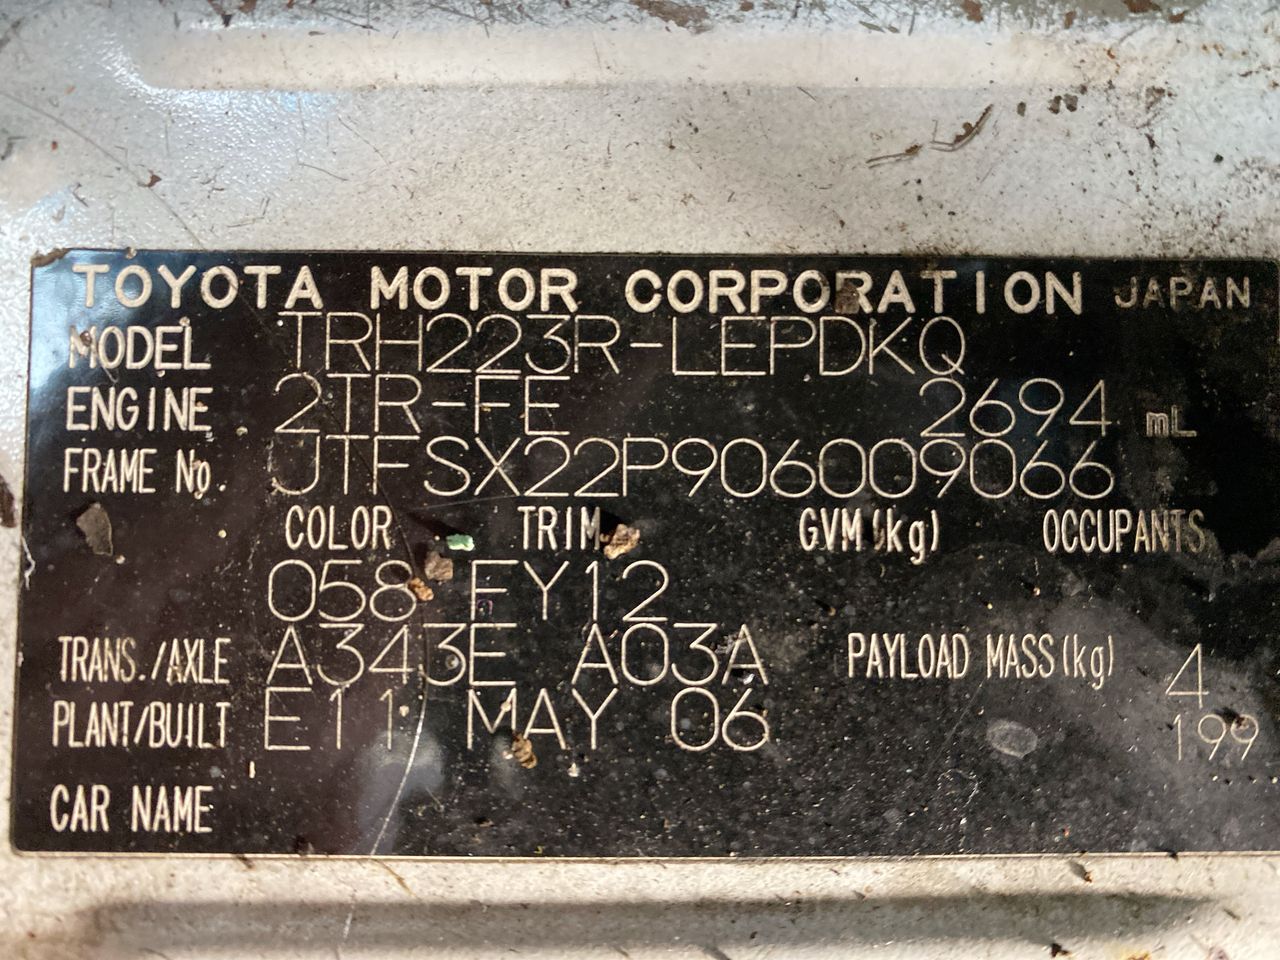 TOYOTA MOTOR CORPORATION JAPAN
MODEL TRH223R-LEPDKQ
ENGINE 2TR-FE 2694 mL
FRAME No. JTFSX22P906009066
COLOR TRIM GVM(kg) OCCUPANTS
058 FY12
TRANS./AXLE A343E A03A PAYLOAD MASS(kg) 4
PLANT/BUILT E11 MAY 06 199
CAR NAME